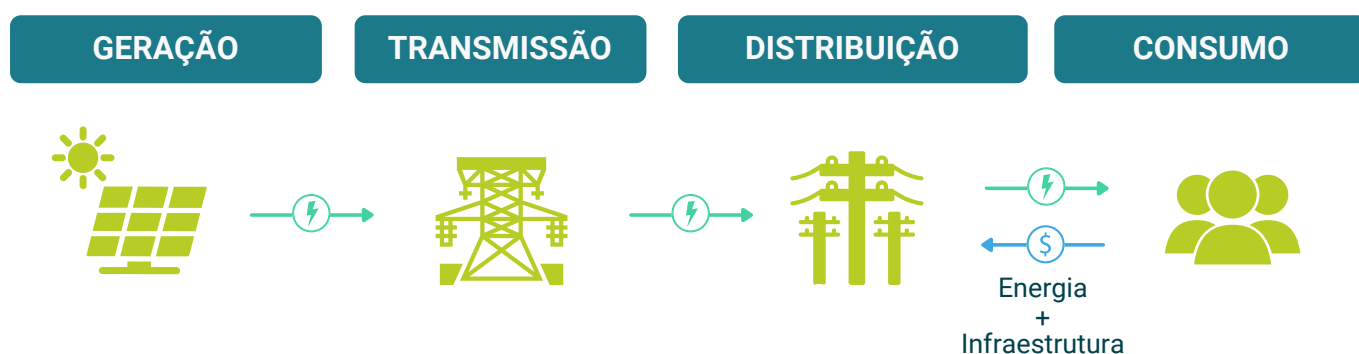 GERAÇÃO
TRANSMISSÃO
DISTRIBUIÇÃO
CONSUMO
$
Energia
+
Infraestrutura